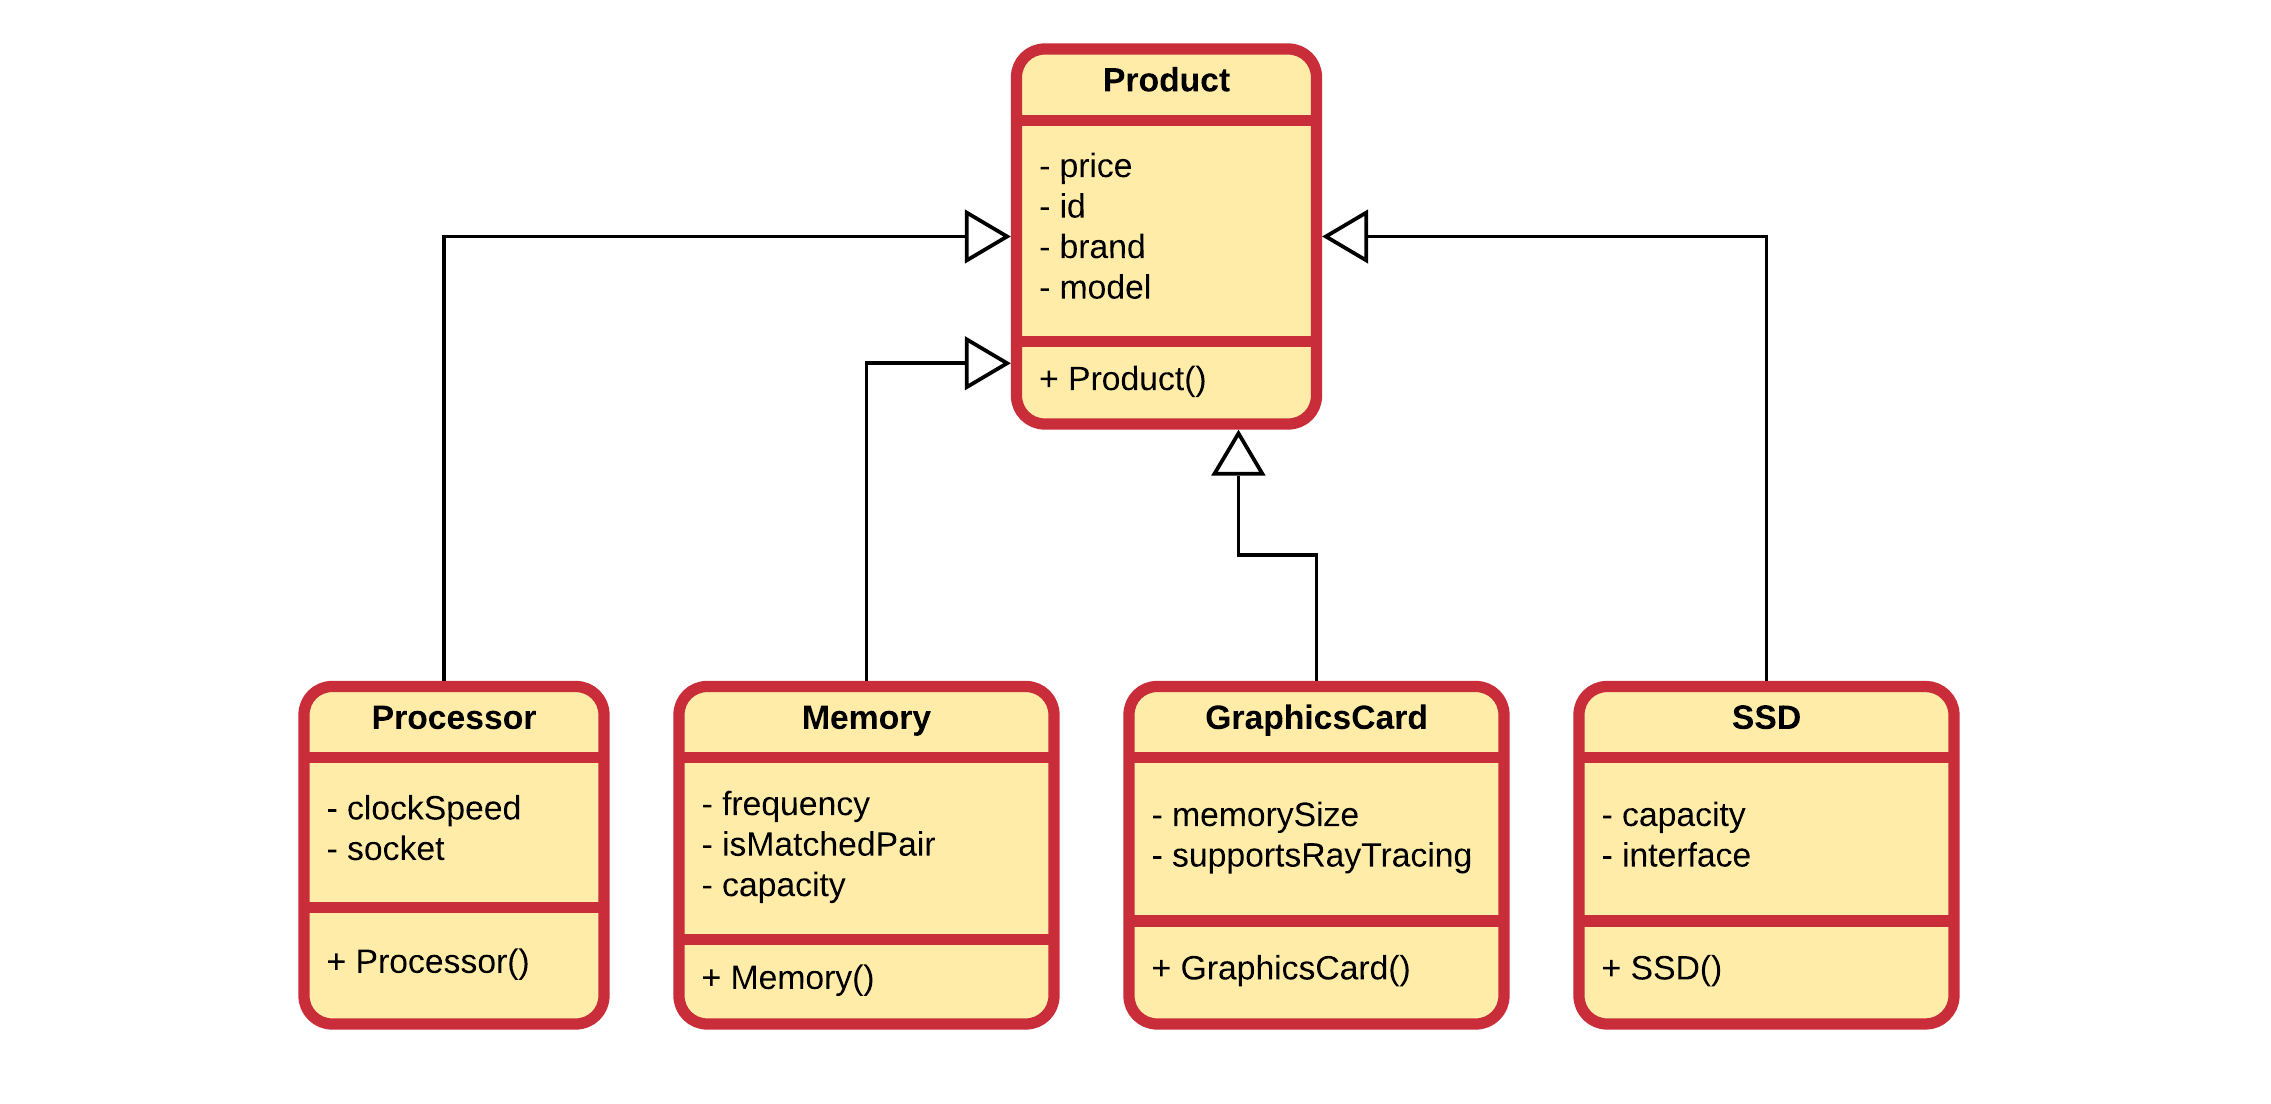 Product
- price
- id
- brand
- model
+ Product()
Processor
- clockSpeed
- socket
+ Processor()
Memory
- frequency
- isMatchedPair
- capacity
+ Memory()
GraphicsCard
- memorySize
- supportsRayTracing
+ GraphicsCard()
SSD
- capacity
- interface
+ SSD()